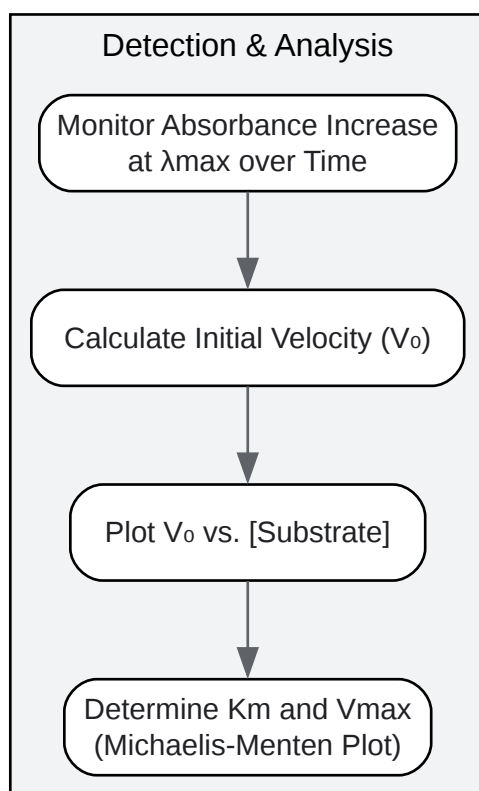 Detection & Analysis
Monitor Absorbance Increase
at λmax over Time
Calculate Initial Velocity (V₀)
Plot V₀ vs. [Substrate]
Determine Km and Vmax
(Michaelis-Menten Plot)